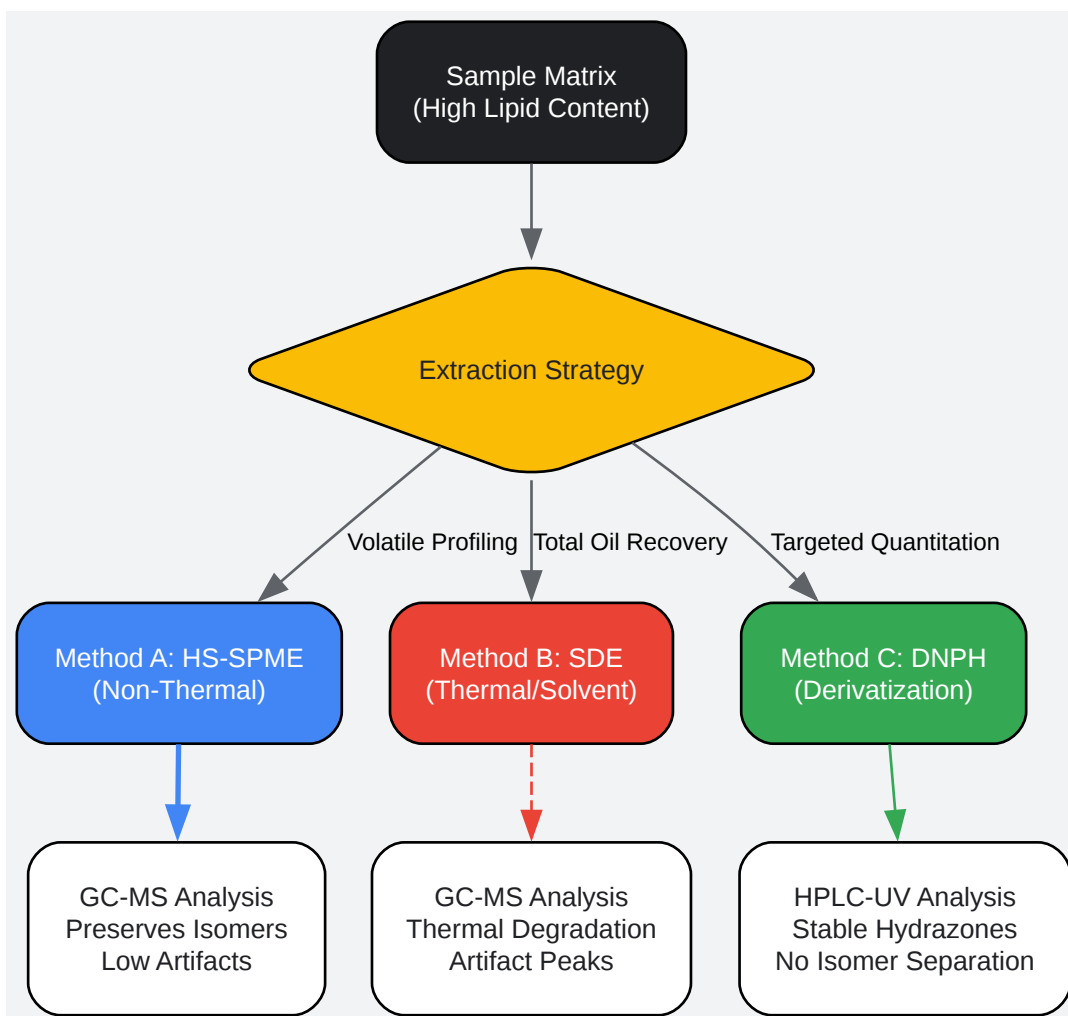 Sample Matrix
(High Lipid Content)
Extraction Strategy
Volatile Profiling
Total Oil Recovery
Targeted Quantitation
Method A: HS-SPME
(Non-Thermal)
Method B: SDE
(Thermal/Solvent)
Method C: DNPH
(Derivatization)
GC-MS Analysis
Preserves Isomers
Low Artifacts
GC-MS Analysis
Thermal Degradation
Artifact Peaks
HPLC-UV Analysis
Stable Hydrazones
No Isomer Separation